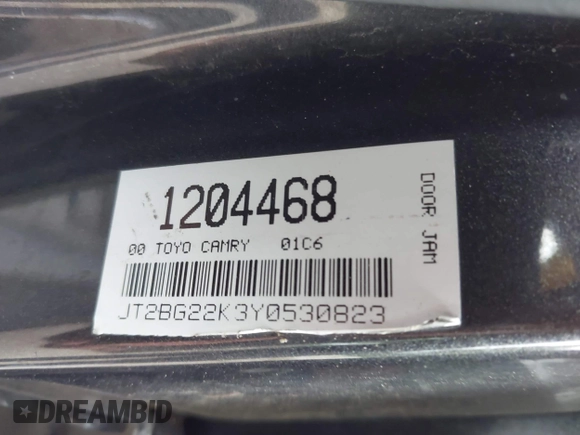 1204468
00 TOYO CAMRY 01C6
JT2BG22K3Y0530823
DOOR JAM
DREAMBID